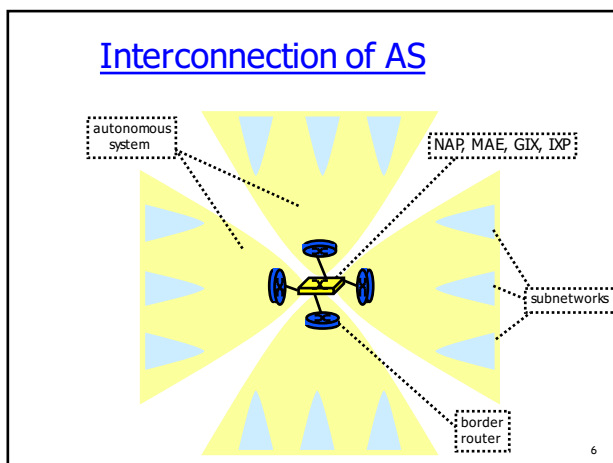 Interconnection of AS
autonomous
system
NAP, MAE, GIX, IXP
subnetworks
border
router
6